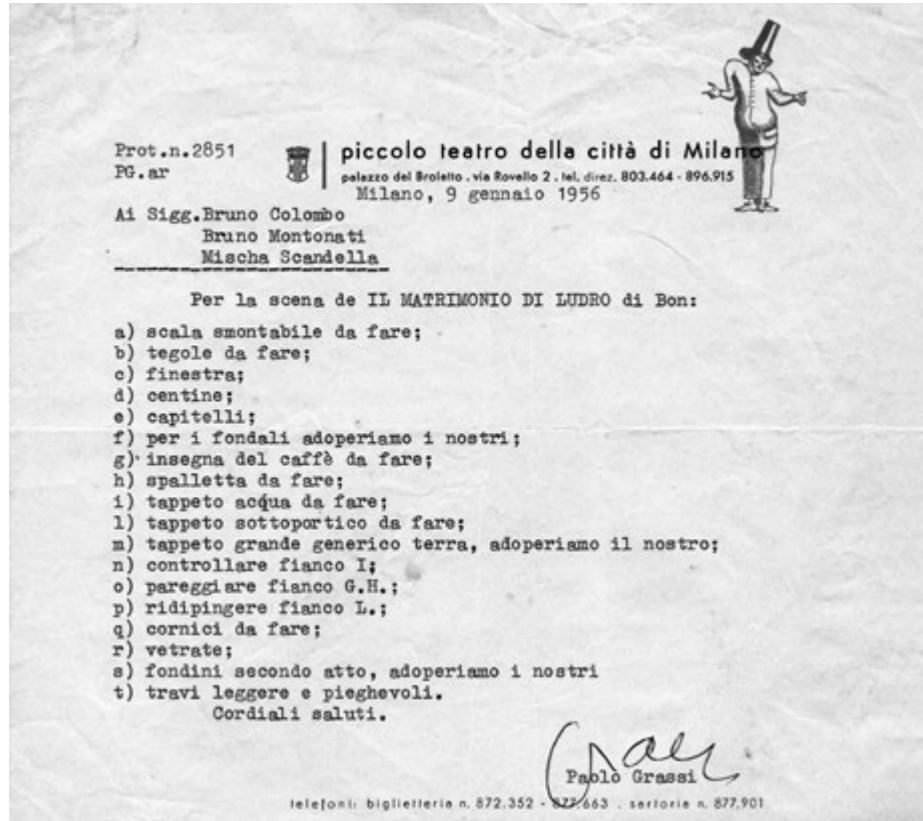 Prot.n.2851
PG.ar
piccolo teatro della città di Milano
palazzo del Broletto . via Rovello 2 . tel. direz. 803.464 - 896.915
Milano, 9 gennaio 1956
Ai Sigg.Bruno Colombo
Bruno Montonati
Mischa Scandella
Per la scena de IL MATRIMONIO DI LUDRO di Bon:
a) scala smontabile da fare;
b) tegole da fare;
c) finestra;
d) centine;
e) capitelli;
f) per i fondali adoperiamo i nostri;
g) insegna del caffè da fare;
h) spalletta da fare;
i) tappeto acqua da fare;
l) tappeto sottoportico da fare;
m) tappeto grande generico terra, adoperiamo il nostro;
n) controllare fianco I;
o) pareggiare fianco G.H.;
p) ridipingere fianco L.;
q) cornici da fare;
r) vetrate;
s) fondini secondo atto, adoperiamo i nostri
t) travi leggere e pieghevoli.
Cordiali saluti.
Paolo Grassi
telefoni: biglietteria n. 872.352 - 877.663 . sartoria n. 877.901